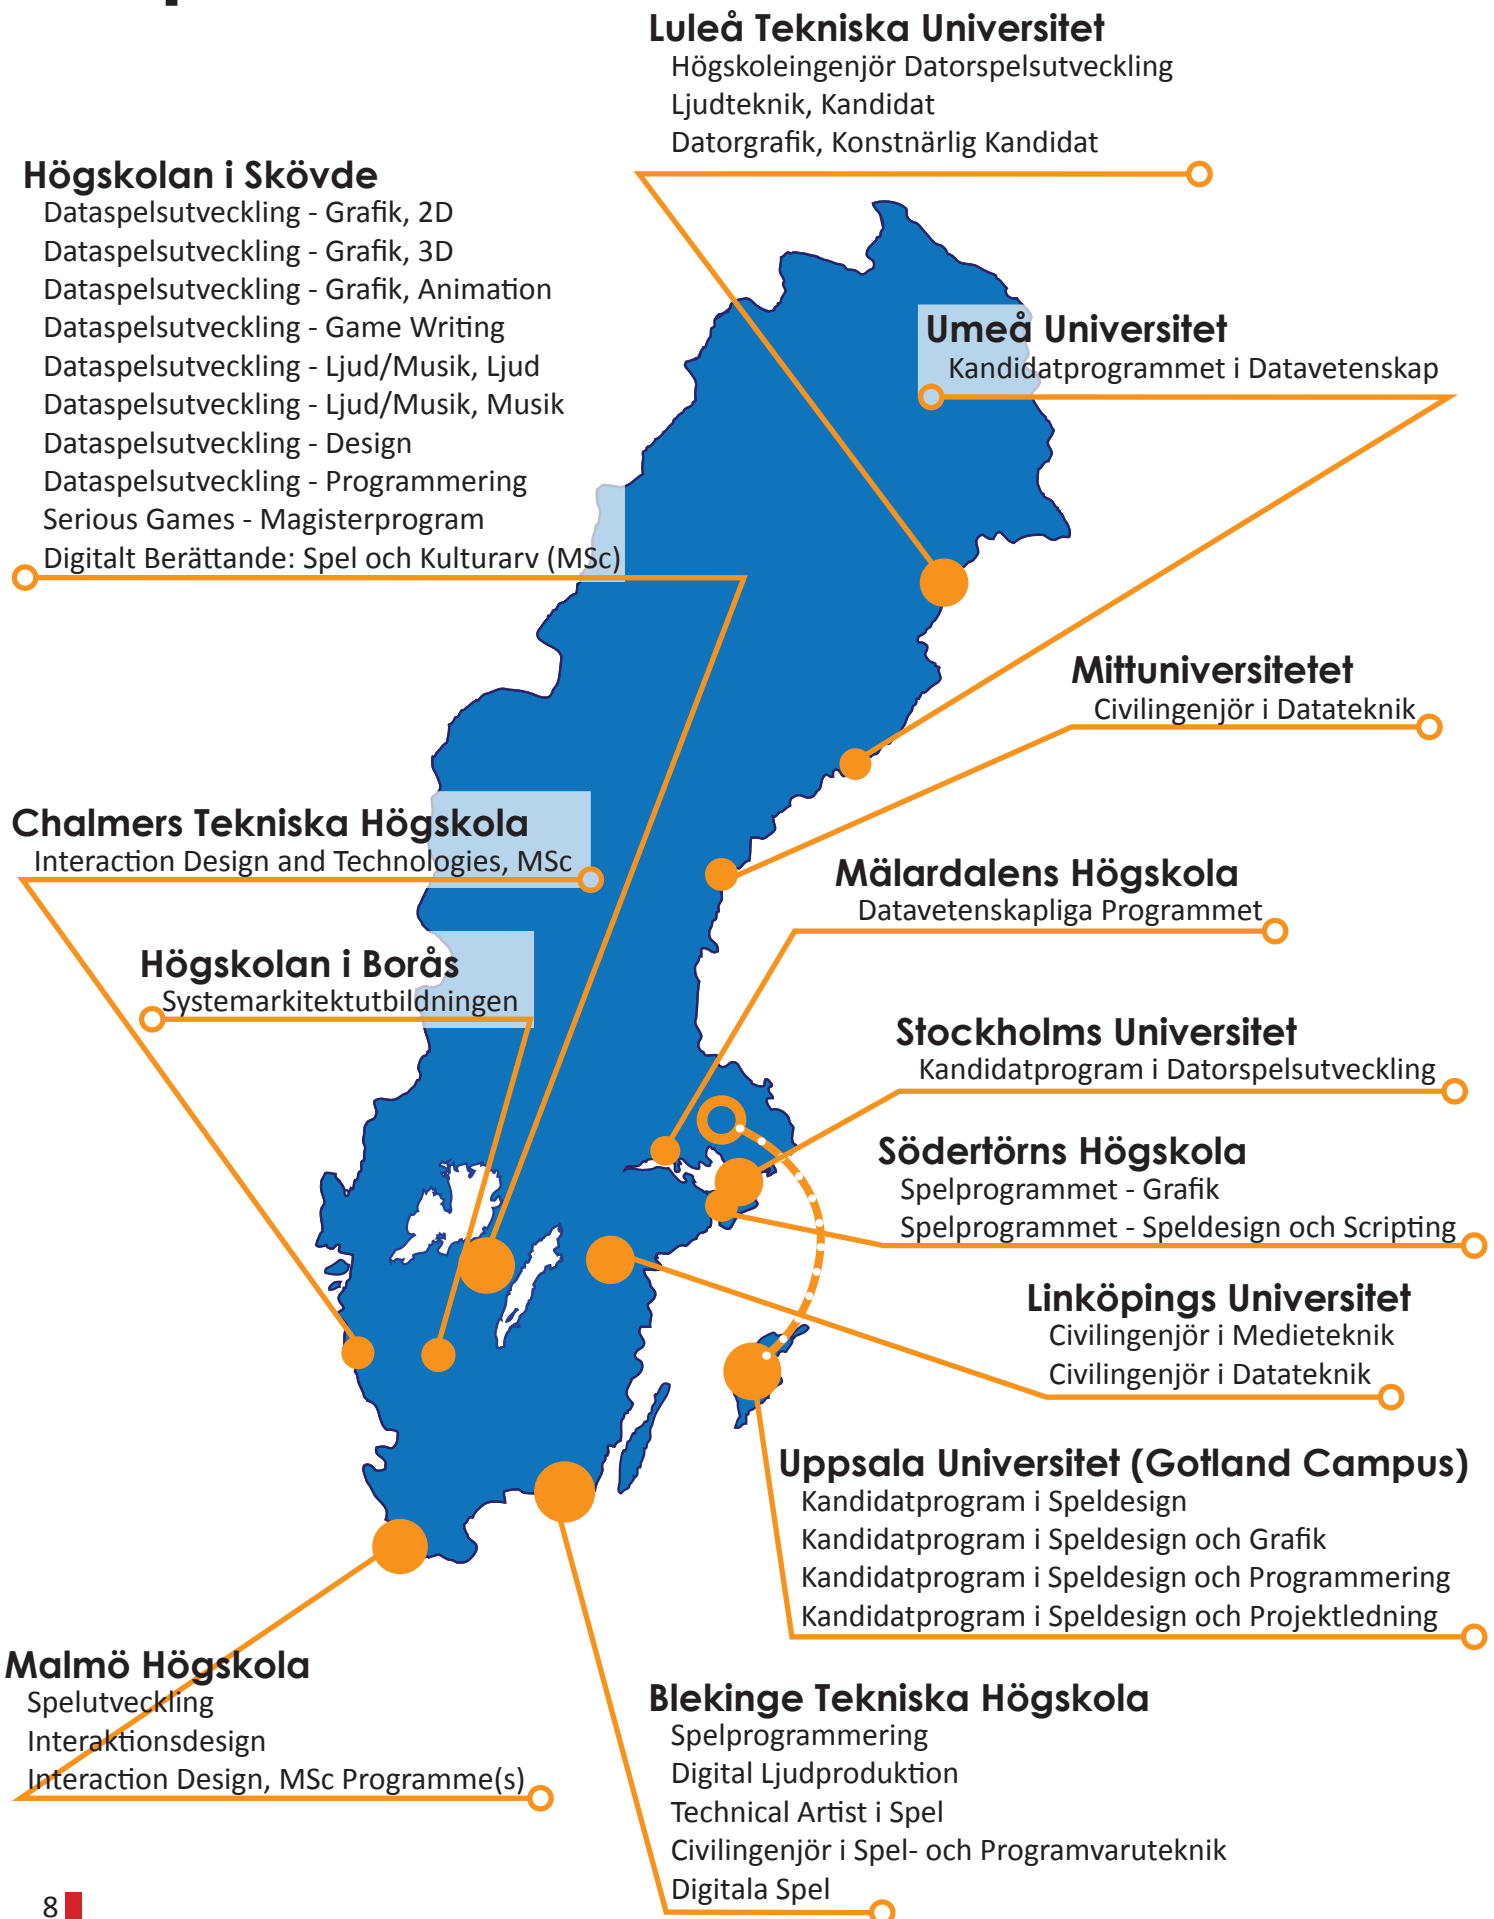 Luleå Tekniska Universitet
Högskoleingenjör Datorspelsutveckling
Ljudteknik, Kandidat
Datorgrafik, Konstnärlig Kandidat
Högskolan i Skövde
Dataspelsutveckling - Grafik, 2D
Dataspelsutveckling - Grafik, 3D
Dataspelsutveckling - Grafik, Animation
Dataspelsutveckling - Game Writing
Dataspelsutveckling - Ljud/Musik, Ljud
Dataspelsutveckling - Ljud/Musik, Musik
Dataspelsutveckling - Design
Dataspelsutveckling - Programmering
Serious Games - Magisterprogram
Digitalt Berättande: Spel och Kulturarv (MSc)
Umeå Universitet
Kandidatprogrammet i Datavetenskap
Mittuniversitetet
Civilingenjör i Datateknik
Chalmers Tekniska Högskola
Interaction Design and Technologies, MSc
Mälardalens Högskola
Datavetenskapliga Programmet
Högskolan i Borås
Systemarkitektutbildningen
Stockholms Universitet
Kandidatprogram i Datorspelsutveckling
Södertörns Högskola
Spelprogrammet - Grafik
Spelprogrammet - Speldesign och Scripting
Linköpings Universitet
Civilingenjör i Medieteknik
Civilingenjör i Datateknik
Uppsala Universitet (Gotland Campus)
Kandidatprogram i Speldesign
Kandidatprogram i Speldesign och Grafik
Kandidatprogram i Speldesign och Programmering
Kandidatprogram i Speldesign och Projektledning
Malmö Högskola
Spelutveckling
Interaktionsdesign
Interaction Design, MSc Programme(s)
Blekinge Tekniska Högskola
Spelprogrammering
Digital Ljudproduktion
Technical Artist i Spel
Civilingenjör i Spel- och Programvaruteknik
Digitala Spel
8